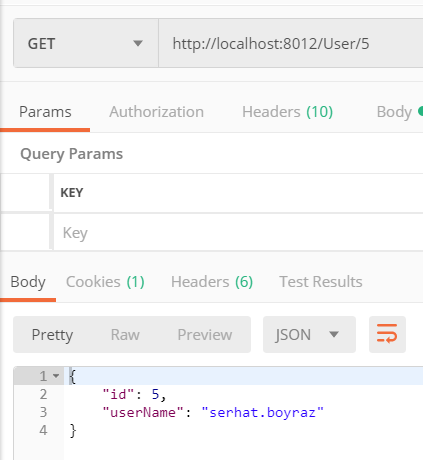 GET http://localhost:8012/User/5
Params Authorization Headers (10) Body
Query Params
KEY
Key
Body Cookies (1) Headers (6) Test Results
Pretty Raw Preview JSON
1 {
2 "id": 5,
3 "userName": "serhat.boyraz"
4 }